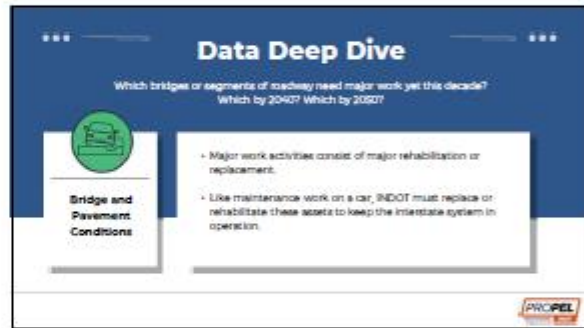 Data Deep Dive
Which bridges or segments of roadway need major work yet this decade?
Which by 2040? Which by 2050?
Bridge and
Pavement
Conditions
• Major work activities consist of major rehabilitation or
replacement.
• Like maintenance work on a car, INDOT must replace or
rehabilitate these assets to keep the interstate system in
operation.
PROPEL